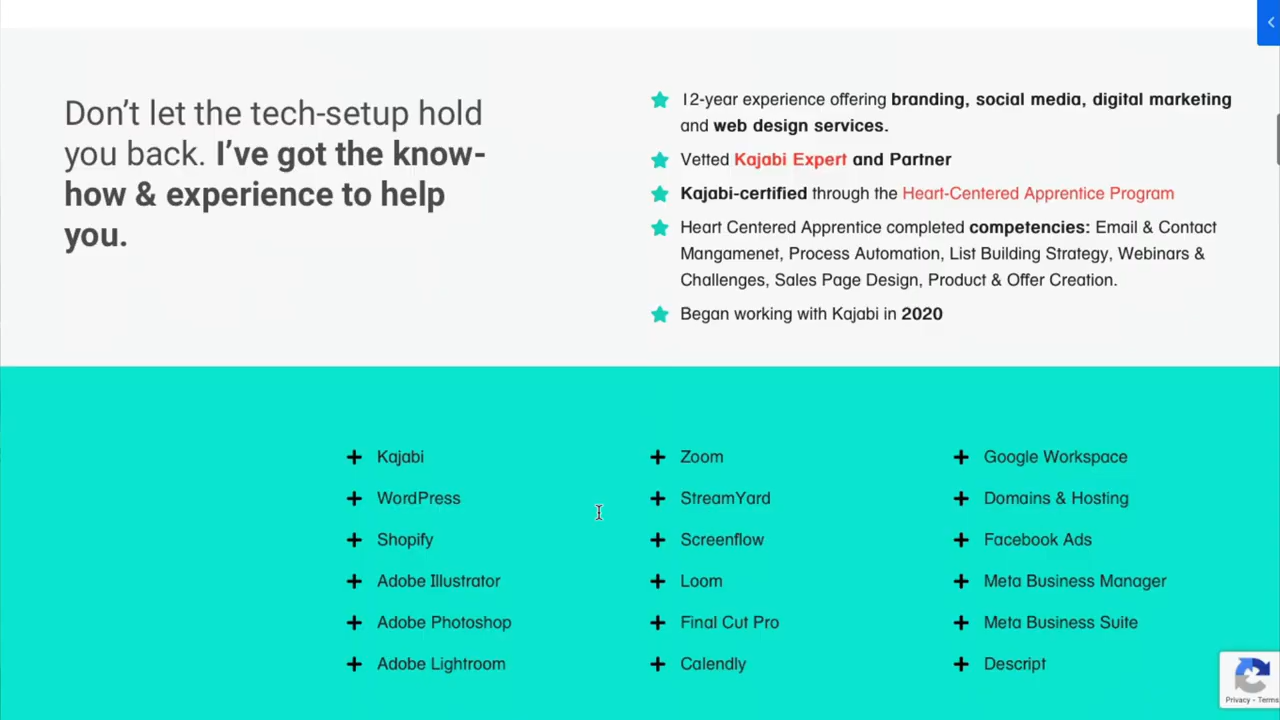 Don’t let the tech-setup hold
you back. I’ve got the know-
how & experience to help
you.
12-year experience offering branding, social media, digital marketing
and web design services.
Vetted Kajabi Expert and Partner
Kajabi-certified through the Heart-Centered Apprentice Program
Heart Centered Apprentice completed competencies: Email & Contact
Mangamenet, Process Automation, List Building Strategy, Webinars &
Challenges, Sales Page Design, Product & Offer Creation.
Began working with Kajabi in 2020
Kajabi
WordPress
Shopify
Adobe Illustrator
Adobe Photoshop
Adobe Lightroom
Zoom
StreamYard
Screenflow
Loom
Final Cut Pro
Calendly
Google Workspace
Domains & Hosting
Facebook Ads
Meta Business Manager
Meta Business Suite
Descript
Privacy - Terms